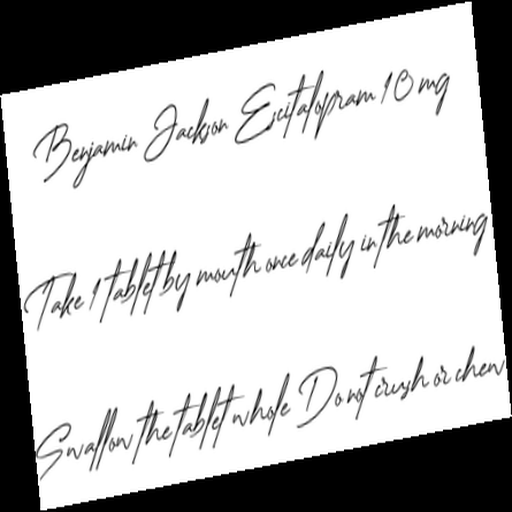 Benjamin Jackson Escitalopram 10 mg
Take 1 tablet by mouth once daily in the morning
Swallow the tablet whole Do not crush or chew